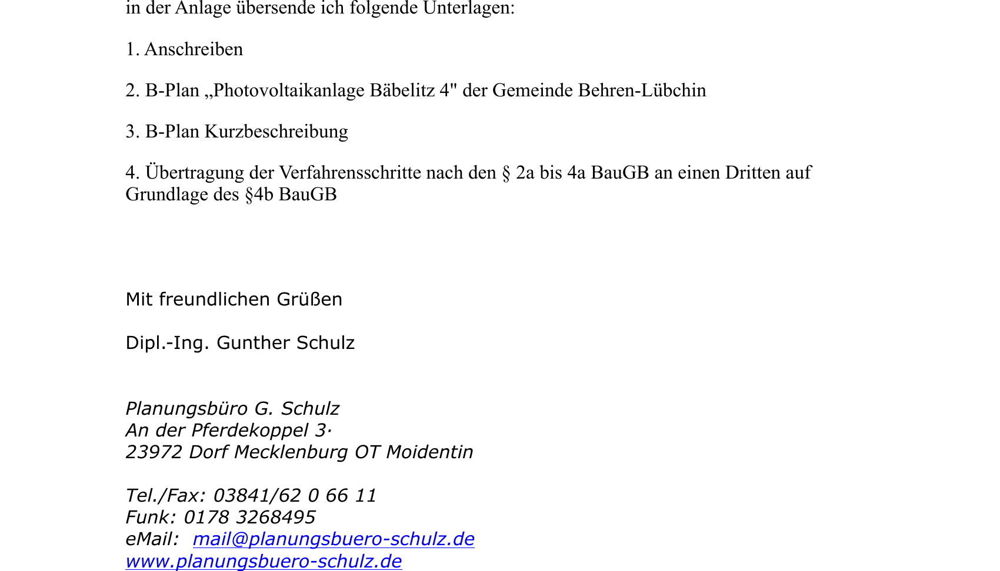 in der Anlage übersende ich folgende Unterlagen:
1. Anschreiben
2. B-Plan „Photovoltaikanlage Bäbelitz 4" der Gemeinde Behren-Lübchin
3. B-Plan Kurzbeschreibung
4. Übertragung der Verfahrensschritte nach den § 2a bis 4a BauGB an einen Dritten auf
Grundlage des §4b BauGB
Mit freundlichen Grüßen
Dipl.-Ing. Gunther Schulz
Planungsbüro G. Schulz
An der Pferdekoppel 3·
23972 Dorf Mecklenburg OT Moidentin
Tel./Fax: 03841/62 0 66 11
Funk: 0178 3268495
eMail: mail@planungsbuero-schulz.de
www.planungsbuero-schulz.de